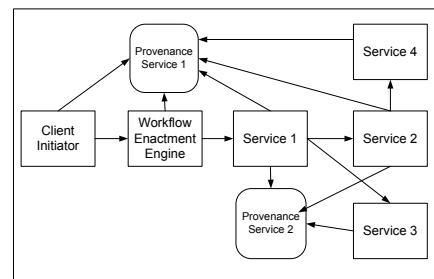 Provenance
Service 1
Service 4
Client
Initiator
Workflow
Enactment
Engine
Service 1
Service 2
Provenance
Service 2
Service 3